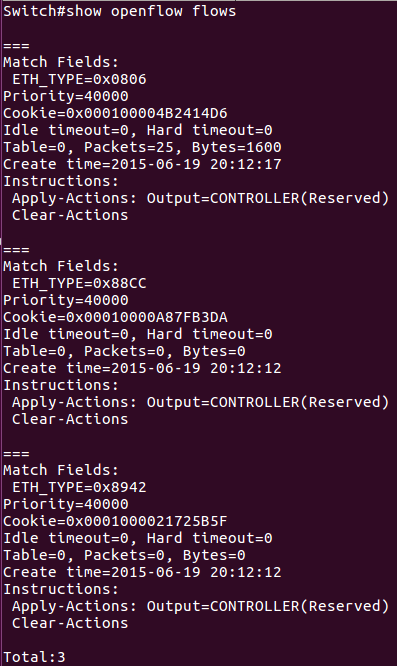 Switch#show openflow flows
===
Match Fields:
ETH_TYPE=0x0806
Priority=40000
Cookie=0x000100004B2414D6
Idle timeout=0, Hard timeout=0
Table=0, Packets=25, Bytes=1600
Create time=2015-06-19 20:12:17
Instructions:
Apply-Actions: Output=CONTROLLER(Reserved)
Clear-Actions
===
Match Fields:
ETH_TYPE=0x88CC
Priority=40000
Cookie=0x00010000A87FB3DA
Idle timeout=0, Hard timeout=0
Table=0, Packets=0, Bytes=0
Create time=2015-06-19 20:12:12
Instructions:
Apply-Actions: Output=CONTROLLER(Reserved)
Clear-Actions
===
Match Fields:
ETH_TYPE=0x8942
Priority=40000
Cookie=0x0001000021725B5F
Idle timeout=0, Hard timeout=0
Table=0, Packets=0, Bytes=0
Create time=2015-06-19 20:12:12
Instructions:
Apply-Actions: Output=CONTROLLER(Reserved)
Clear-Actions
Total:3